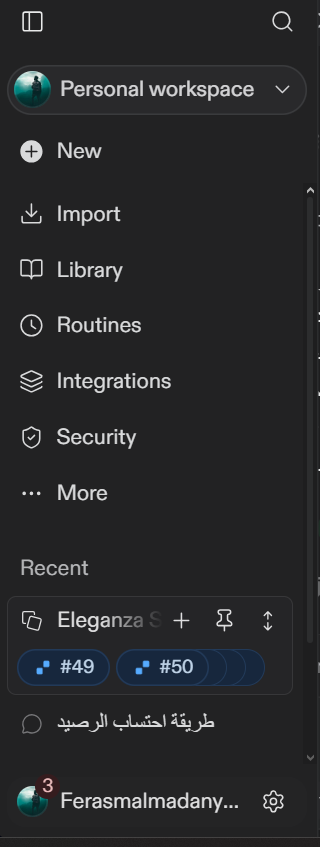 Personal workspace
New
Import
Library
Routines
Integrations
Security
More
Recent
Eleganza S
#49 #50
طريقة احتساب الرصيد
3
Ferasmalmadany...